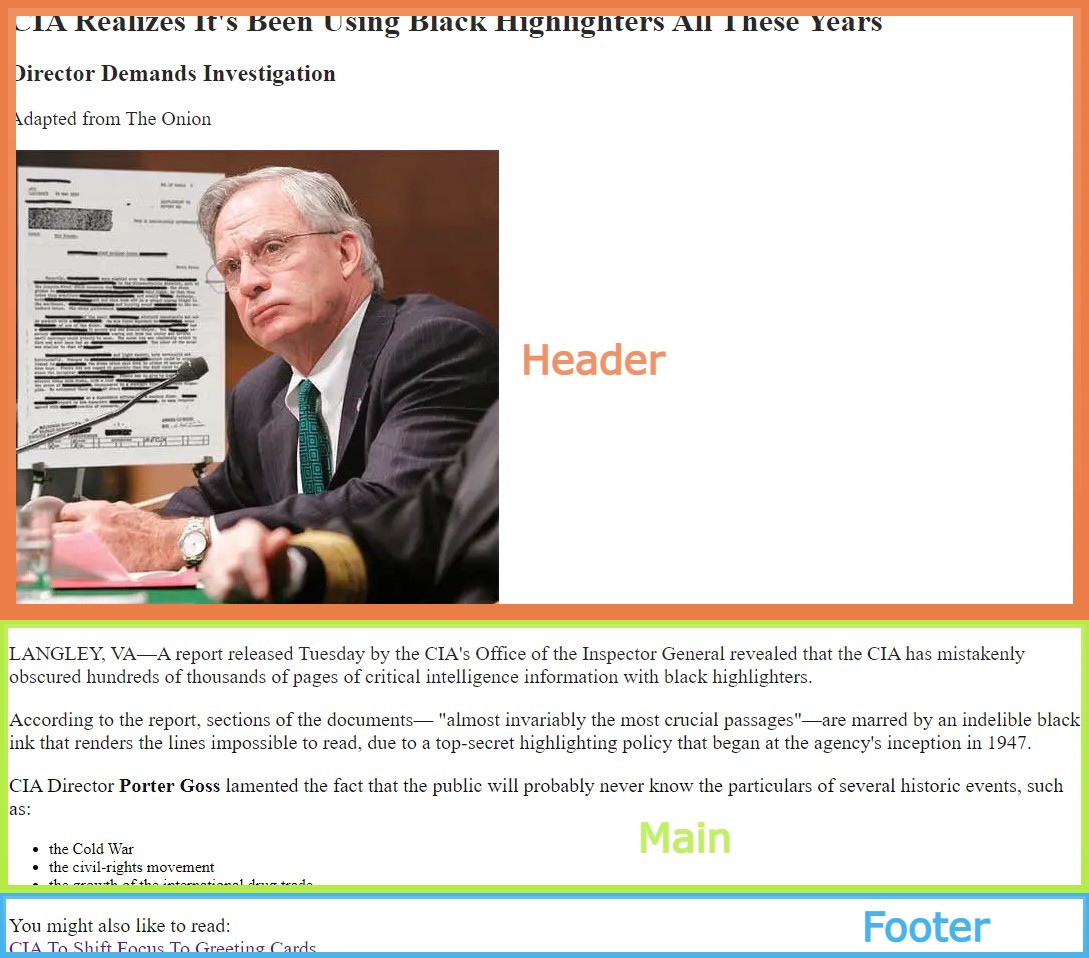 CIA Realizes It's Been Using Black Highlighters All These Years
Director Demands Investigation
Adapted from The Onion
Header
LANGLEY, VA—A report released Tuesday by the CIA's Office of the Inspector General revealed that the CIA has mistakenly
obscured hundreds of thousands of pages of critical intelligence information with black highlighters.
According to the report, sections of the documents— "almost invariably the most crucial passages"—are marred by an indelible black
ink that renders the lines impossible to read, due to a top-secret highlighting policy that began at the agency's inception in 1947.
CIA Director Porter Goss lamented the fact that the public will probably never know the particulars of several historic events, such
as:
Main
• the Cold War
• the civil-rights movement
• the growth of the international drug trade
You might also like to read:
Footer
CIA To Shift Focus To Greeting Cards